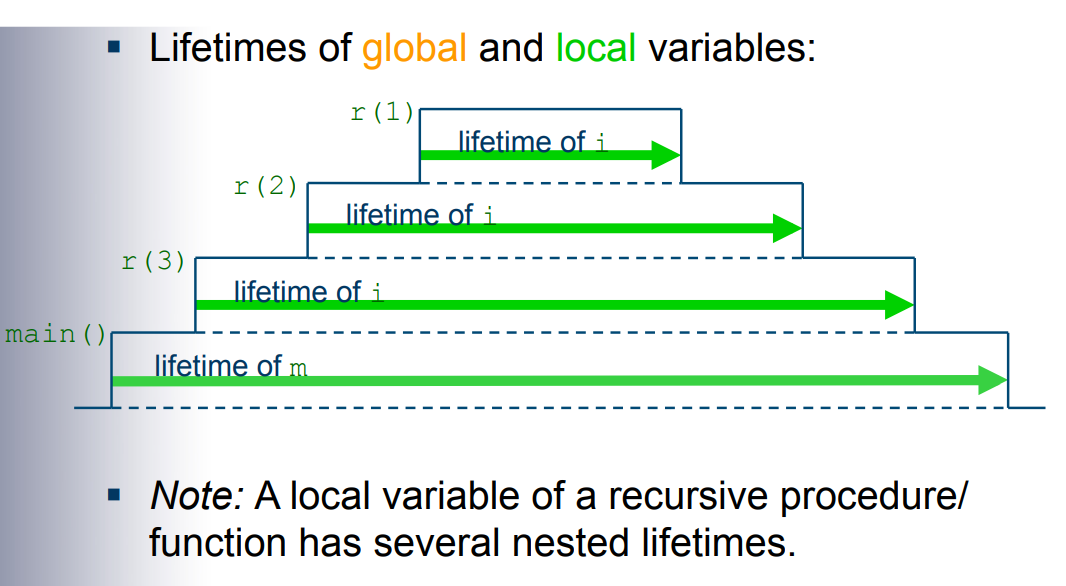 ▪ Lifetimes of global and local variables:
r(1)
lifetime of i
r(2)
lifetime of i
r(3)
lifetime of i
main()
lifetime of m
▪ Note: A local variable of a recursive procedure/
function has several nested lifetimes.